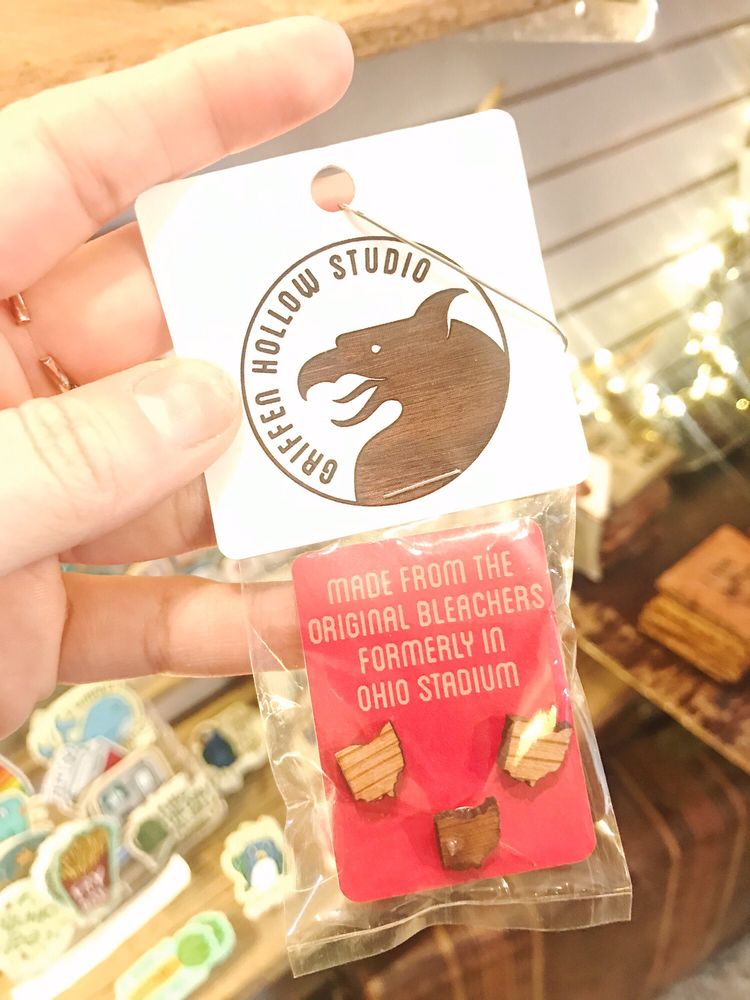 GRIFFEN HOLLOW STUDIO
MADE FROM THE
ORIGINAL BLEACHERS
FORMERLY IN
OHIO STADIUM